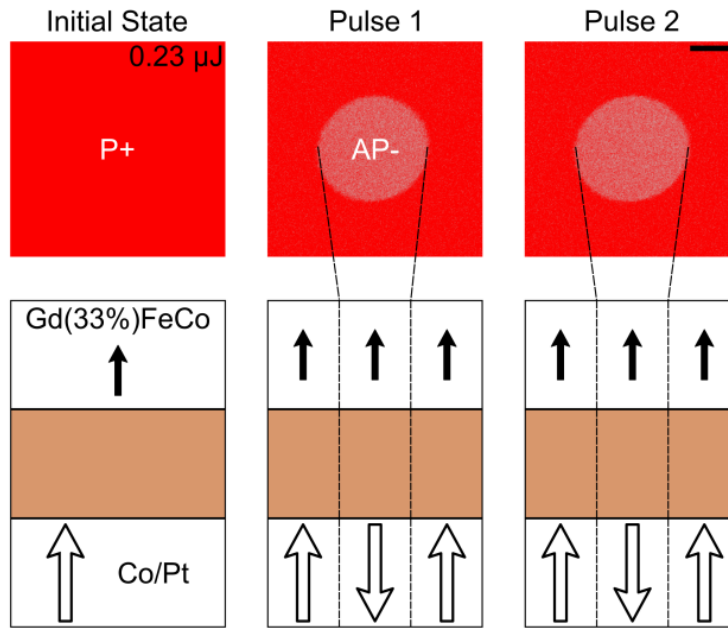 Initial State
Pulse 1
Pulse 2
0.23 μJ
P+
AP-
Gd(33%)FeCo
Co/Pt